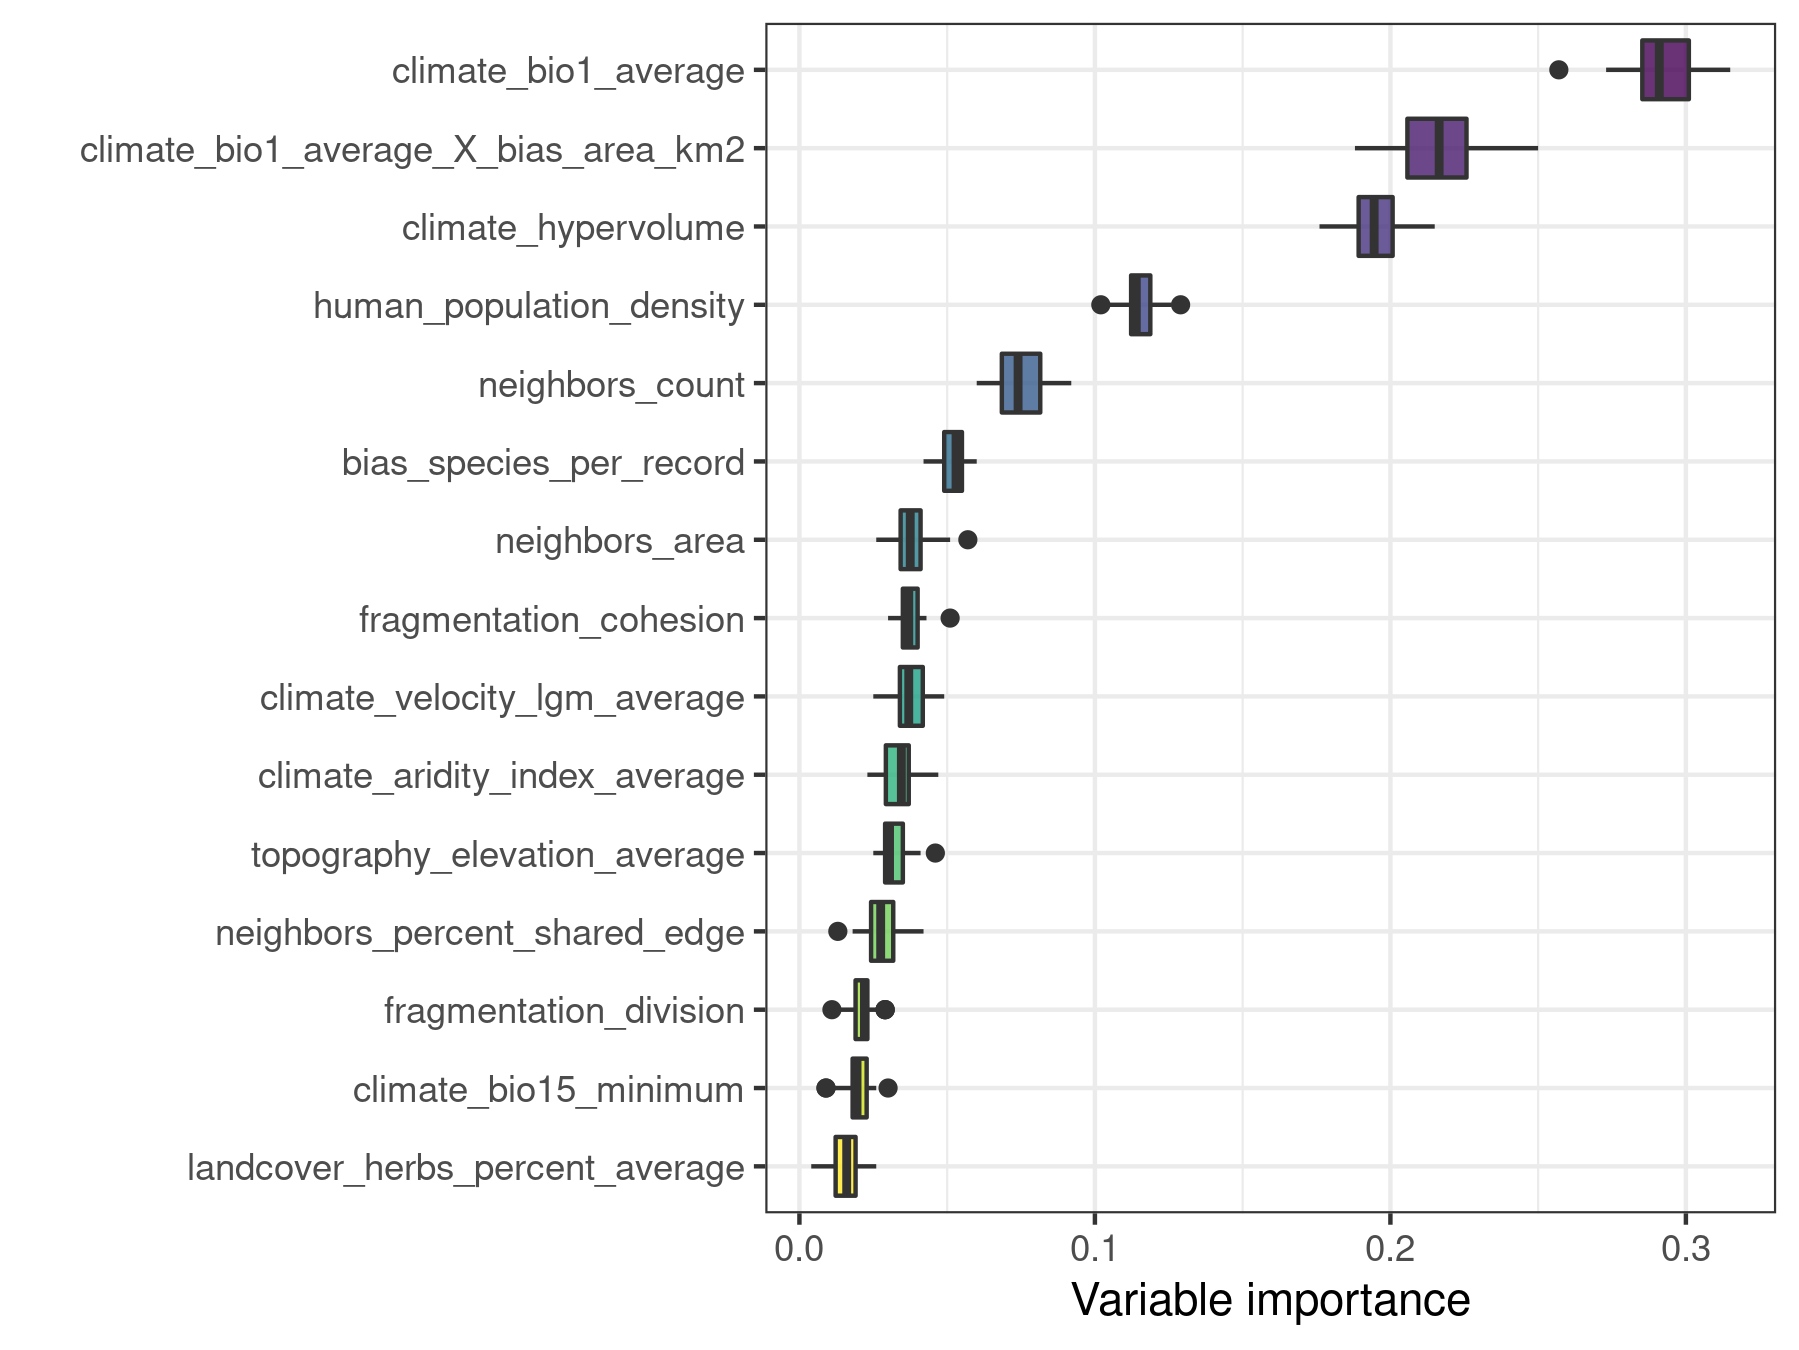 climate_bio1_average
climate_bio1_average_X_bias_area_km2
climate_hypervolume
human_population_density
neighbors_count
bias_species_per_record
neighbors_area
fragmentation_cohesion
climate_velocity_lgm_average
climate_aridity_index_average
topography_elevation_average
neighbors_percent_shared_edge
fragmentation_division
climate_bio15_minimum
landcover_herbs_percent_average
0.0 0.1 0.2 0.3
Variable importance